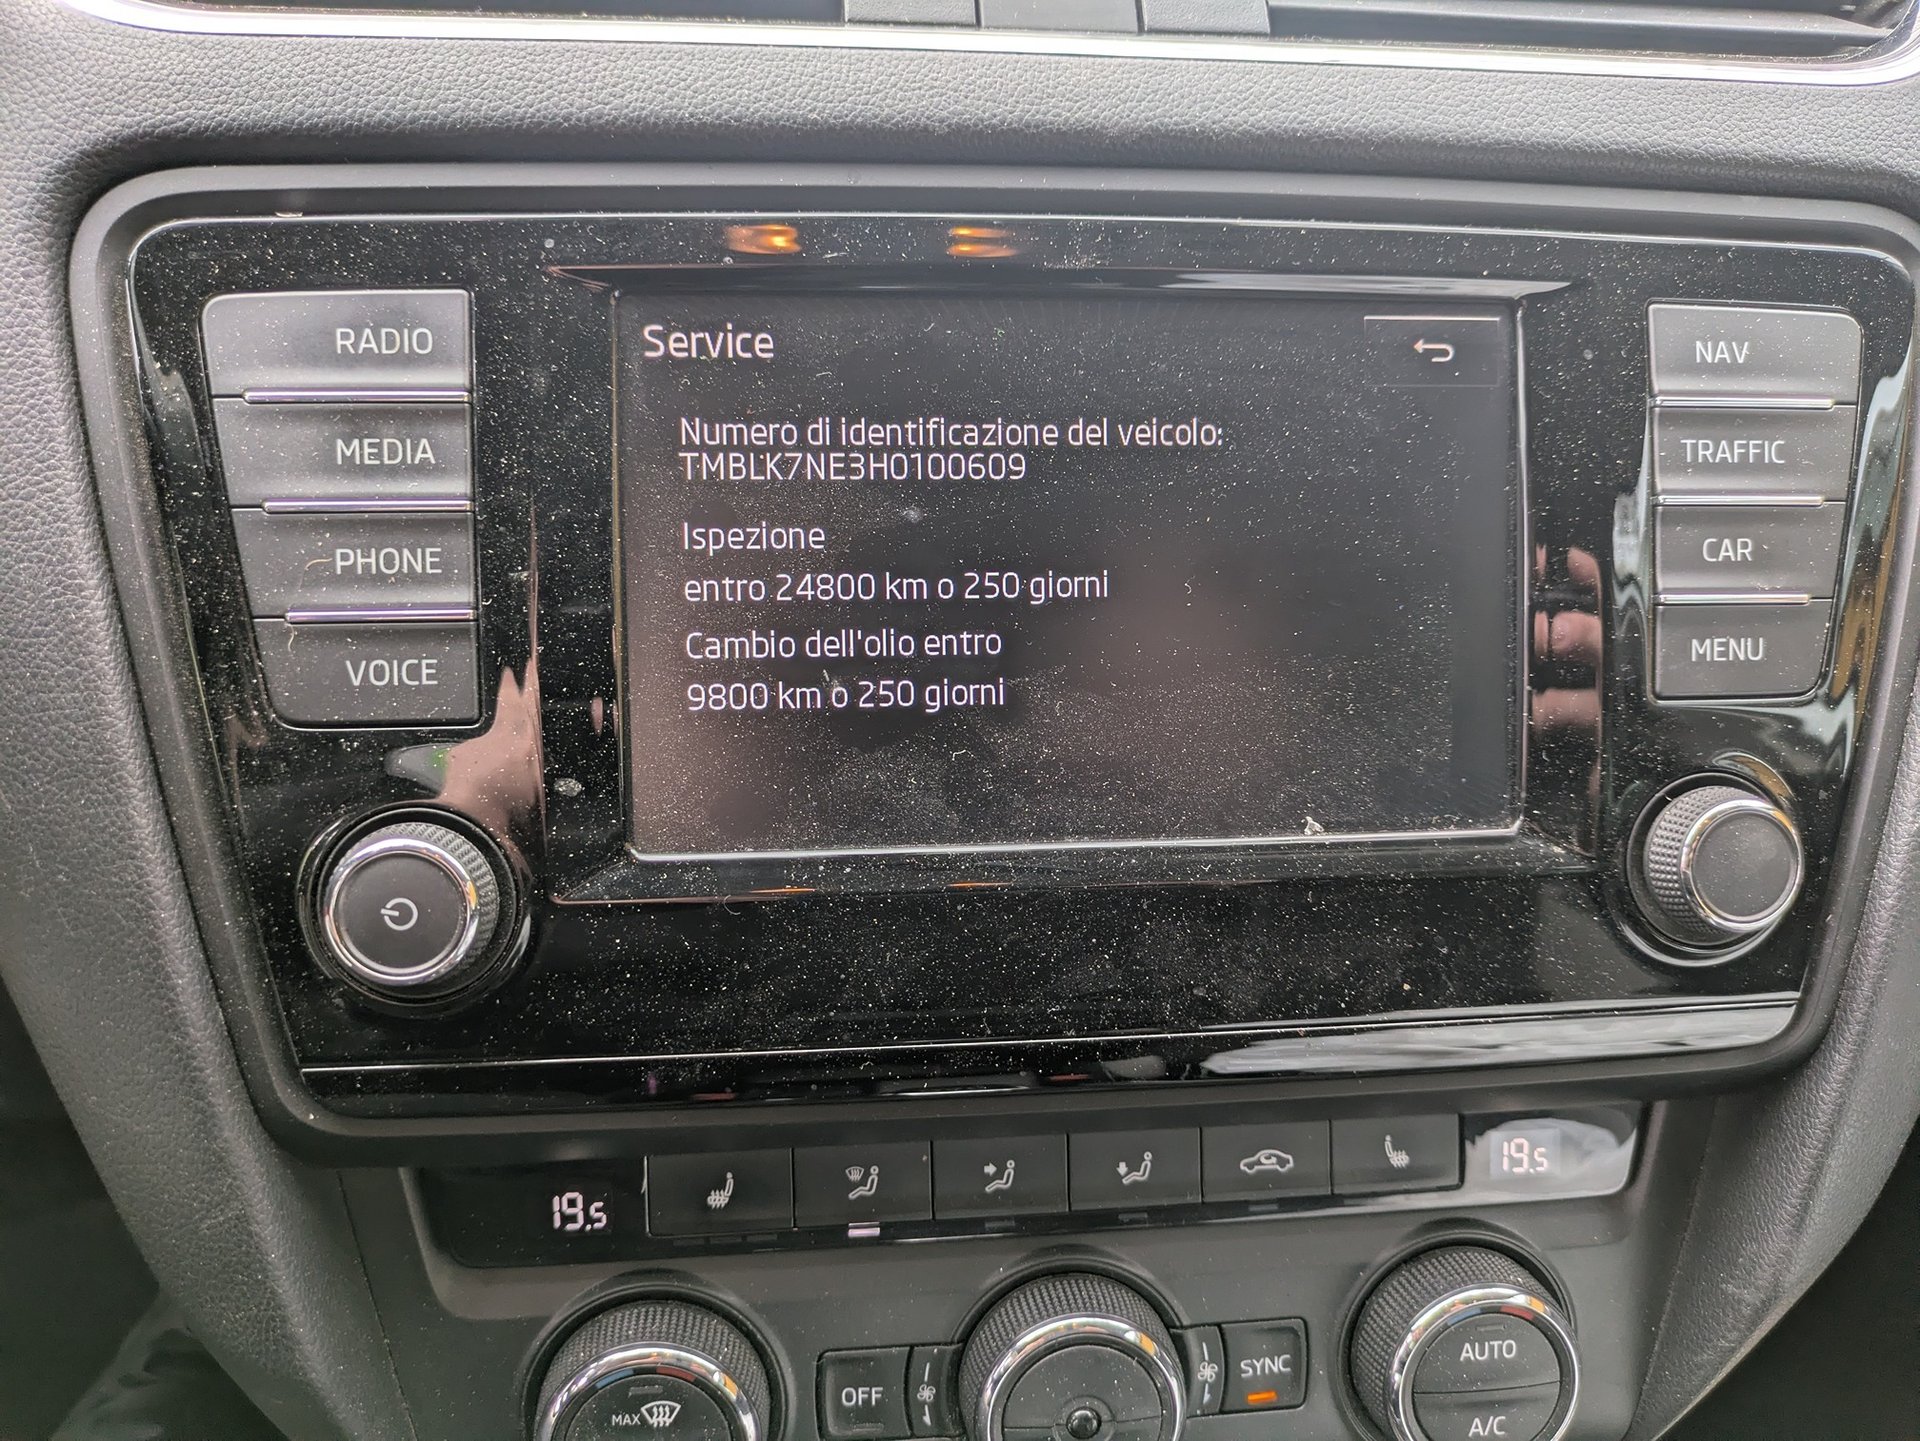 Service
Numero di identificazione del veicolo:
TMBLK7NE3H0100609
Ispezione
entro 24800 km o 250 giorni
Cambio dell'olio entro
9800 km o 250 giorni
RADIO
MEDIA
PHONE
VOICE
NAV
TRAFFIC
CAR
MENU
19.5
19.5
MAX
OFF
SYNC
AUTO
A/C